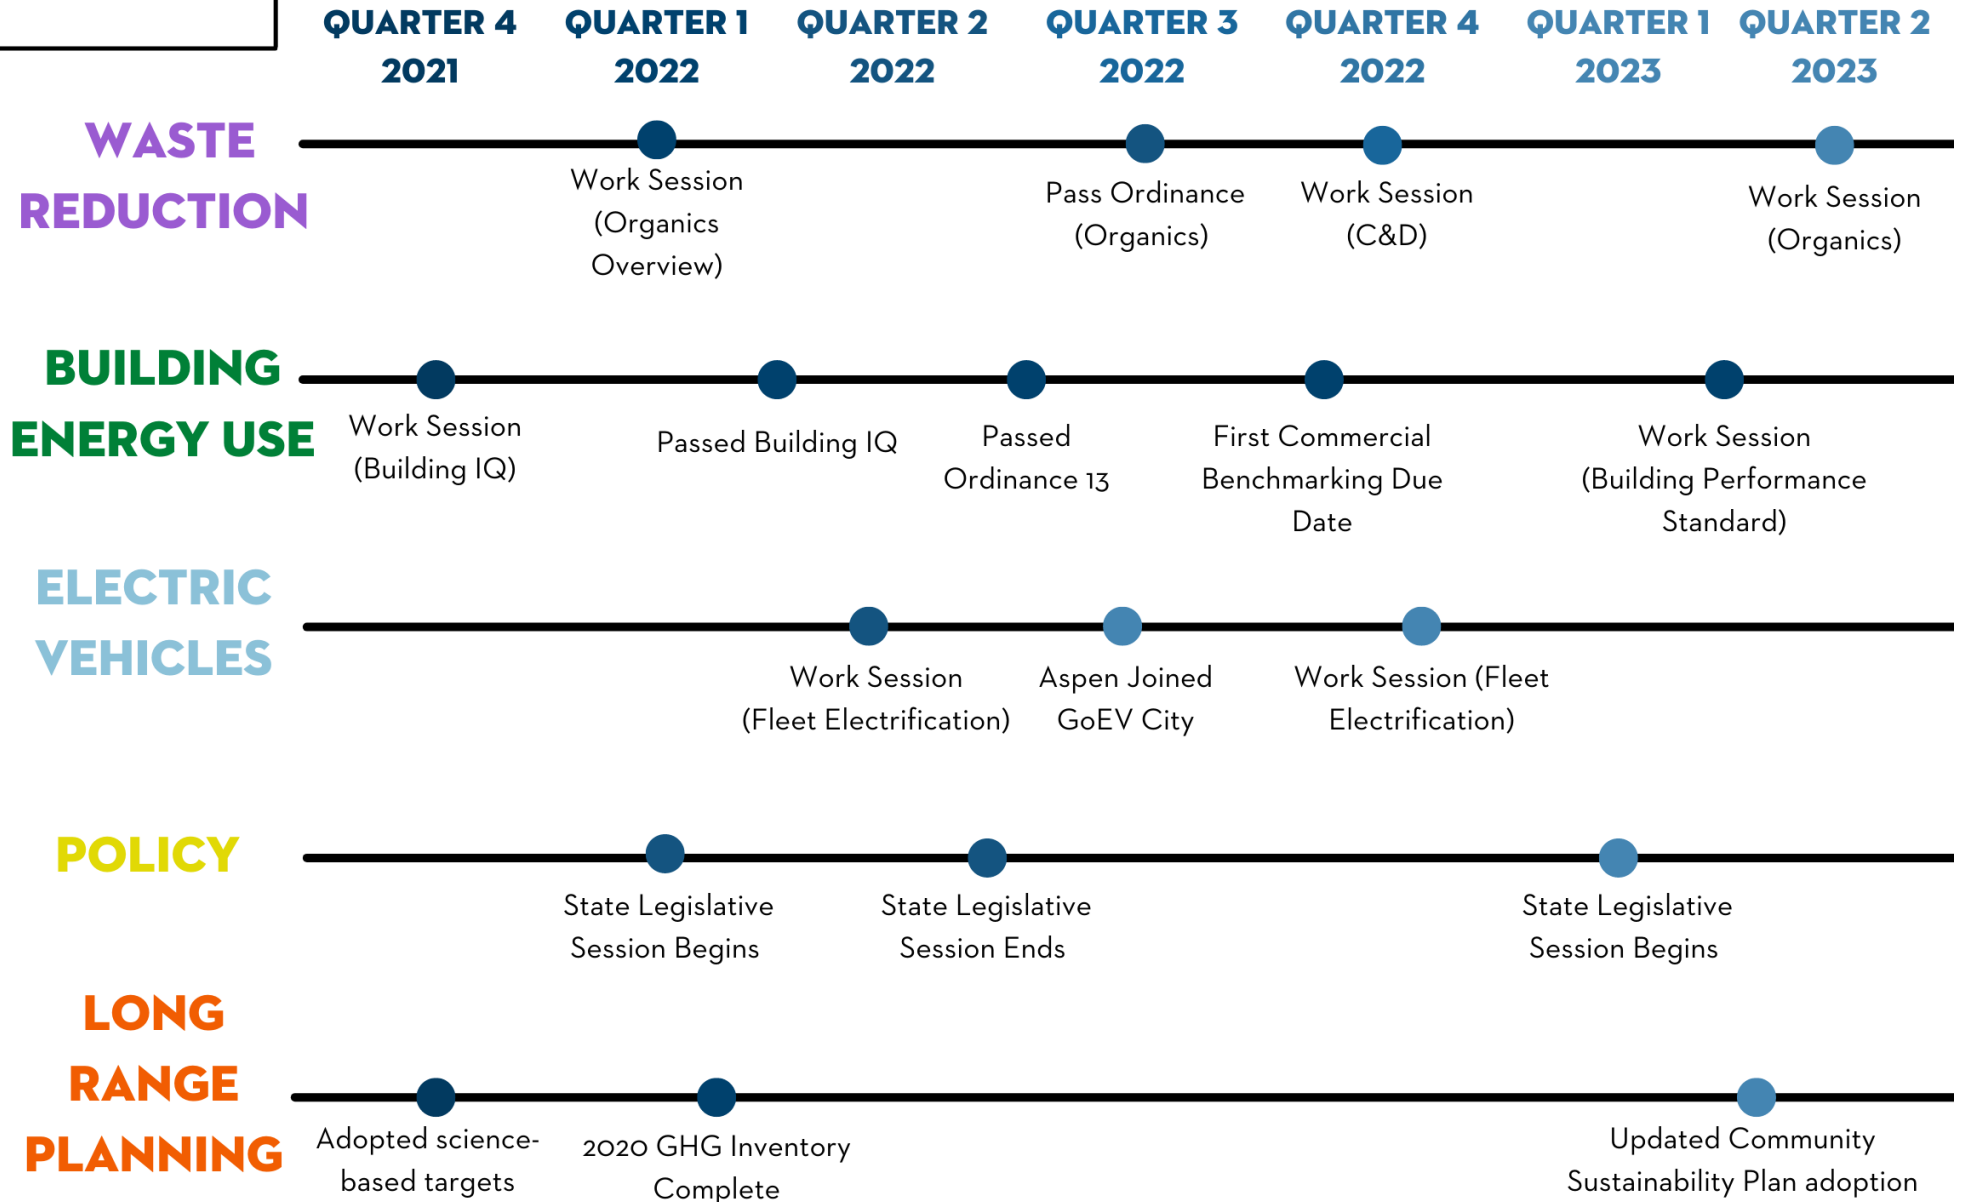 QUARTER 4 QUARTER 1 QUARTER 2 QUARTER 3 QUARTER 4 QUARTER 1 QUARTER 2
2021 2022 2022 2022 2022 2023 2023
WASTE
REDUCTION
Work Session
(Organics
Overview)
Pass Ordinance
(Organics)
Work Session
(C&D)
Work Session
(Organics)
BUILDING
ENERGY USE
Work Session
(Building IQ)
Passed Building IQ
Passed
Ordinance 13
First Commercial
Benchmarking Due
Date
Work Session
(Building Performance
Standard)
ELECTRIC
VEHICLES
Work Session
(Fleet Electrification)
Aspen Joined
GoEV City
Work Session (Fleet
Electrification)
POLICY
State Legislative
Session Begins
State Legislative
Session Ends
State Legislative
Session Begins
LONG
RANGE
PLANNING
Adopted science-
based targets
2020 GHG Inventory
Complete
Updated Community
Sustainability Plan adoption